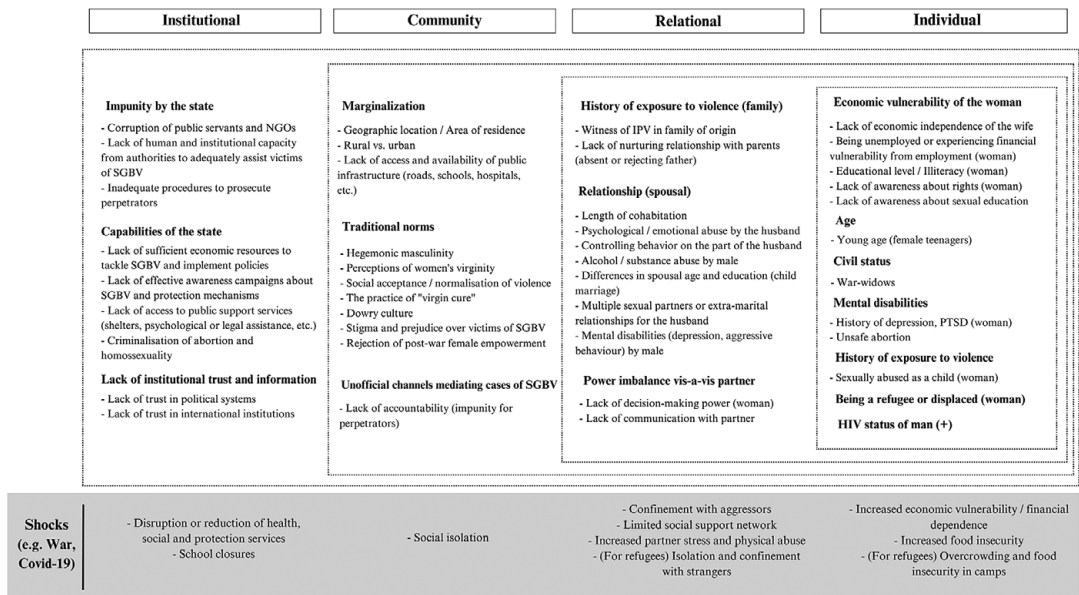 Institutional
Community
Relational
Individual
Impunity by the state
- Corruption of public servants and NGOs
- Lack of human and institutional capacity
from authorities to adequately assist victims
of SGBV
- Inadequate procedures to prosecute
perpetrators
Capabilities of the state
- Lack of sufficient economic resources to
tackle SGBV and implement policies
- Lack of effective awareness campaigns about
SGBV and protection mechanisms
- Lack of access to public support services
(shelters, psychological or legal assistance, etc.)
- Criminalisation of abortion and
homossexuality
Lack of institutional trust and information
- Lack of trust in political systems
- Lack of trust in international institutions
Marginalization
- Geographic location / Area of residence
- Rural vs. urban
- Lack of access and availability of public
infrastructure (roads, schools, hospitals,
etc.)
Traditional norms
- Hegemonic masculinity
- Perceptions of women's virginity
- Social acceptance / normalisation of violence
- The practice of "virgin cure"
- Dowry culture
- Stigma and prejudice over victims of SGBV
- Rejection of post-war female empowerment
Unofficial channels mediating cases of SGBV
- Lack of accountability (impunity for
perpetrators)
History of exposure to violence (family)
- Witness of IPV in family of origin
- Lack of nurturing relationship with parents
(absent or rejecting father)
Relationship (spousal)
- Length of cohabitation
- Psychological / emotional abuse by the husband
- Controlling behavior on the part of the husband
- Alcohol / substance abuse by male
- Differences in spousal age and education (child
marriage)
- Multiple sexual partners or extra-marital
relationships for the husband
- Mental disabilities (depression, aggressive
behaviour) by male
Power imbalance vis-a-vis partner
- Lack of decision-making power (woman)
- Lack of communication with partner
Economic vulnerability of the woman
- Lack of economic independence of the wife
- Being unemployed or experiencing financial
vulnerability from employment (woman)
- Educational level / Illiteracy (woman)
- Lack of awareness about rights (woman)
- Lack of awareness about sexual education
Age
- Young age (female teenagers)
Civil status
- War-widows
Mental disabilities
- History of depression, PTSD (woman)
- Unsafe abortion
History of exposure to violence
- Sexually abused as a child (woman)
Being a refugee or displaced (woman)
HIV status of man (+)
Shocks
(e.g. War,
Covid-19)
- Disruption or reduction of health,
social and protection services
- School closures
- Social isolation
- Confinement with aggressors
- Limited social support network
- Increased partner stress and physical abuse
- (For refugees) Isolation and confinement
with strangers
- Increased economic vulnerability / financial
dependence
- Increased food insecurity
- (For refugees) Overcrowding and food
insecurity in camps